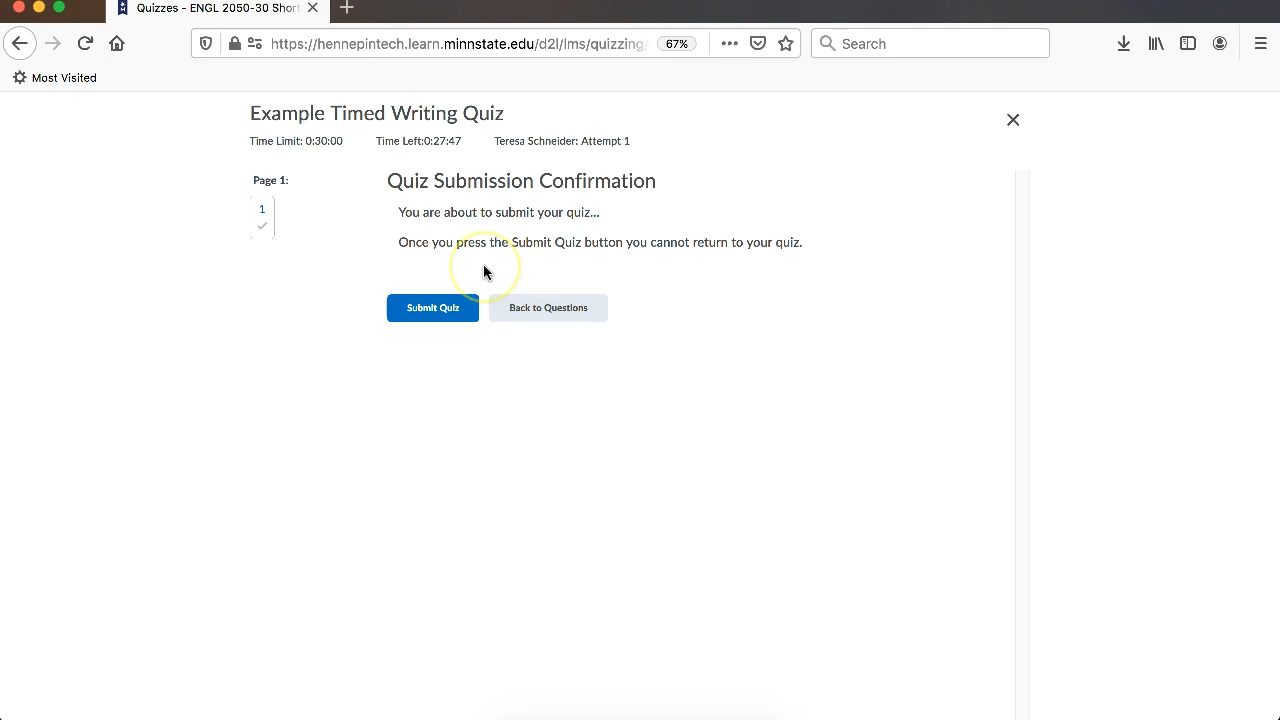 Quizzes - ENGL 2050-30 Short
https://hennepintech.learn.minnstate.edu/d2l/lms/quizzing/
67%
Search
Most Visited
Example Timed Writing Quiz
Time Limit: 0:30:00 Time Left:0:27:47 Teresa Schneider: Attempt 1
Page 1:
1
Quiz Submission Confirmation
You are about to submit your quiz...
Once you press the Submit Quiz button you cannot return to your quiz.
Submit Quiz
Back to Questions